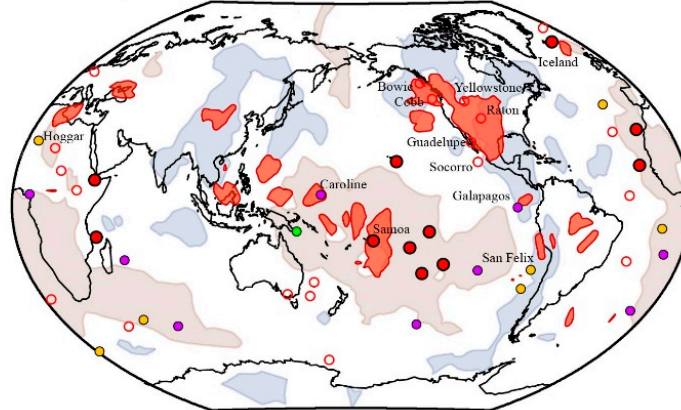 Iceland
Bowie
Yellowstone
Cobb
Raton
Hoggar
Guadelupe
Socorro
Caroline
Galapagos
Samoa
San Felix